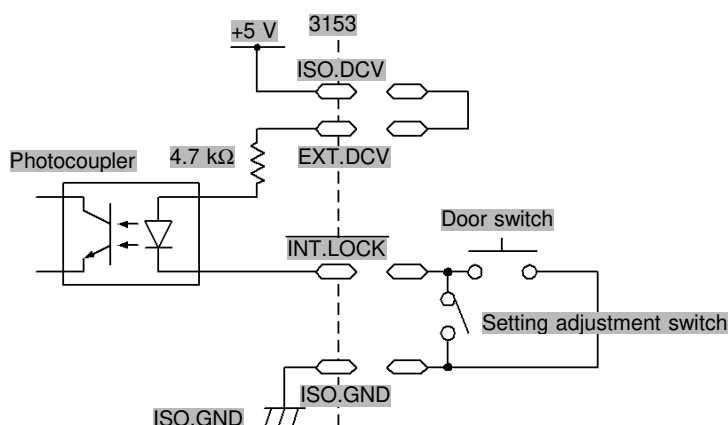 +5 V
3153
ISO.DCV
Photocoupler
4.7 kΩ
EXT.DCV
INT.LOCK
Door switch
Setting adjustment switch
ISO.GND
ISO.GND